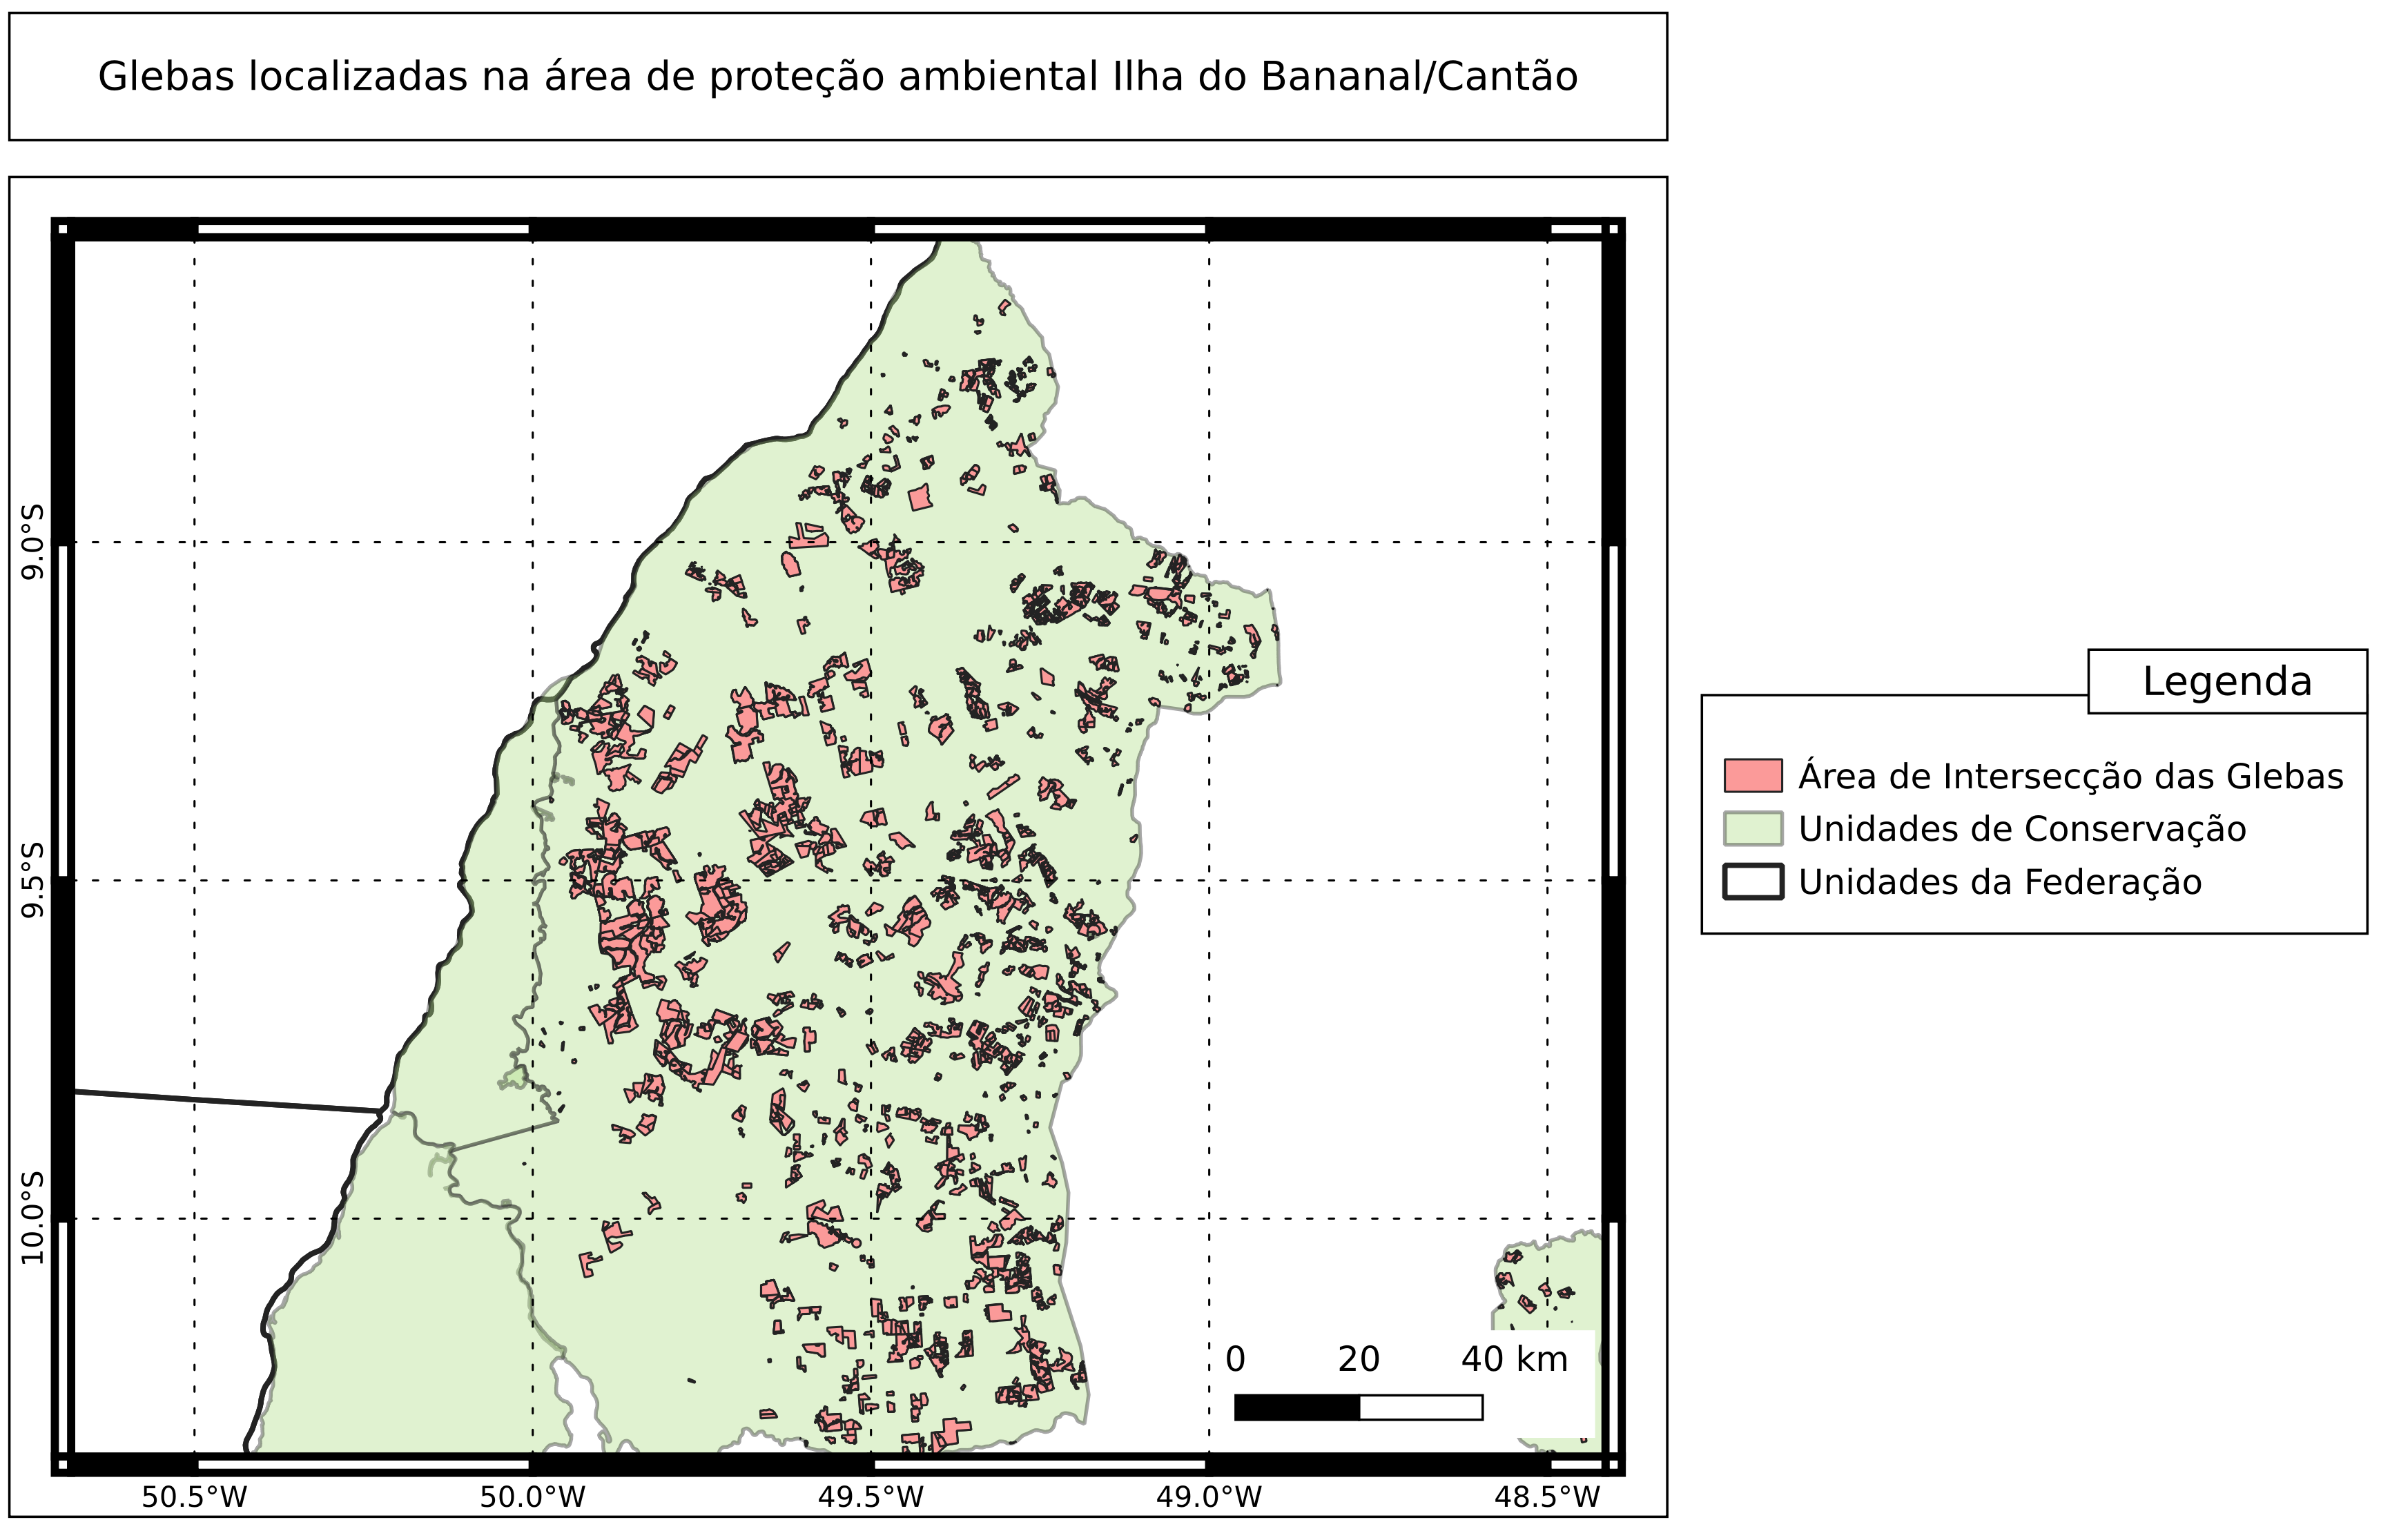 Glebas localizadas na área de proteção ambiental Ilha do Bananal/Cantão
9.0°S
9.5°S
10.0°S
50.5°W
50.0°W
49.5°W
49.0°W
48.5°W
0
20
40 km
Legenda
Área de Intersecção das Glebas
Unidades de Conservação
Unidades da Federação